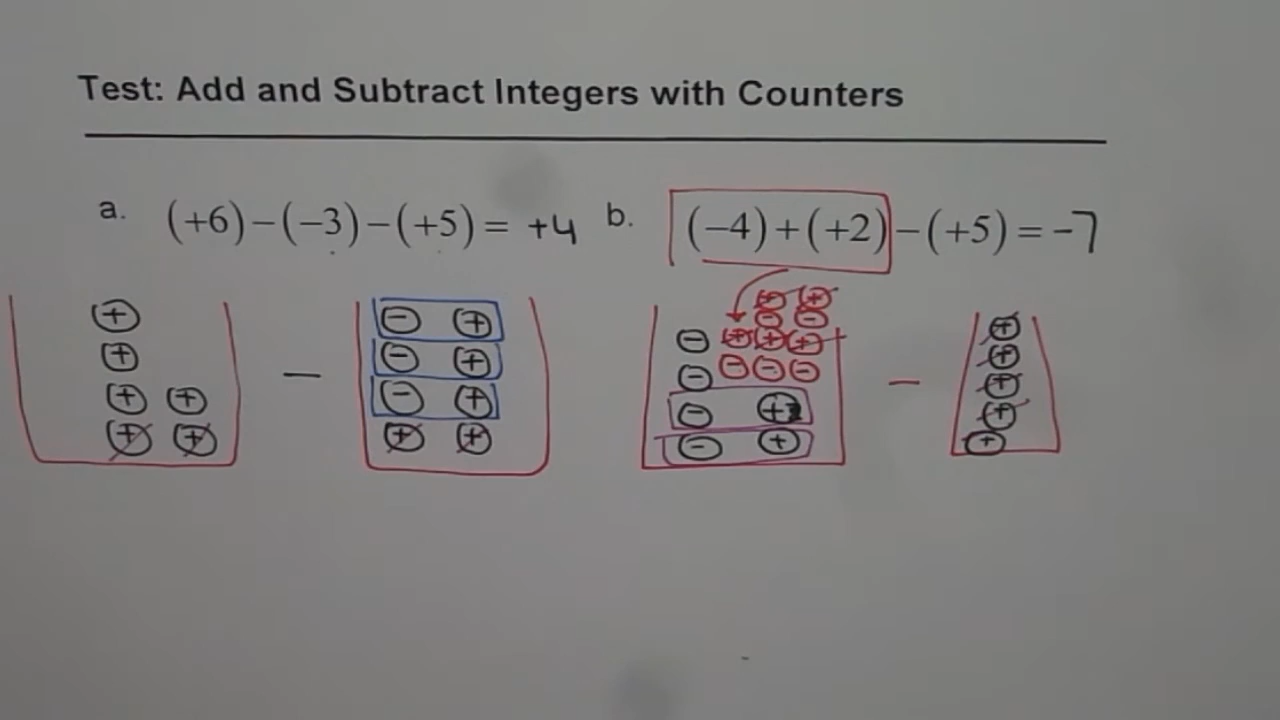 Test: Add and Subtract Integers with Counters
a. (+6)−(−3)−(+5)= +4
b. (−4)+(+2)−(+5)= −7
+ − + + + − −
+ − + − + + + −
+ + − + − − − − +
+ + + + − + +
− + +
−
−